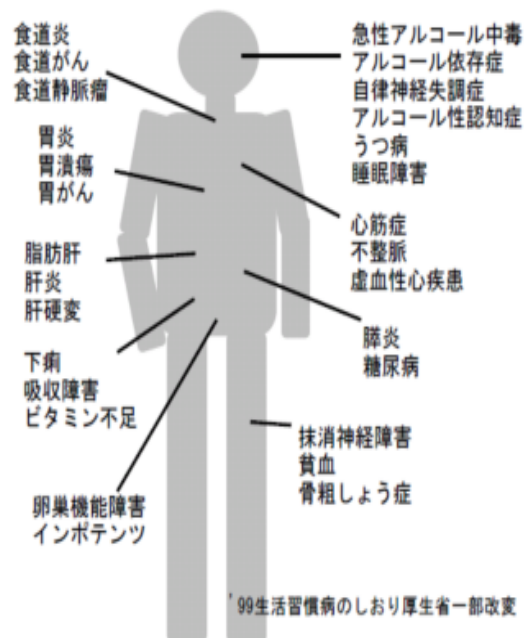 食道炎
食道がん
食道静脈瘤
急性アルコール中毒
アルコール依存症
自律神経失調症
アルコール性認知症
うつ病
睡眠障害
胃炎
胃潰瘍
胃がん
心筋症
不整脈
虚血性心疾患
脂肪肝
肝炎
肝硬変
膵炎
糖尿病
下痢
吸収障害
ビタミン不足
抹消神経障害
貧血
骨粗しょう症
卵巣機能障害
インポテンツ
'99生活習慣病のしおり厚生省一部改変